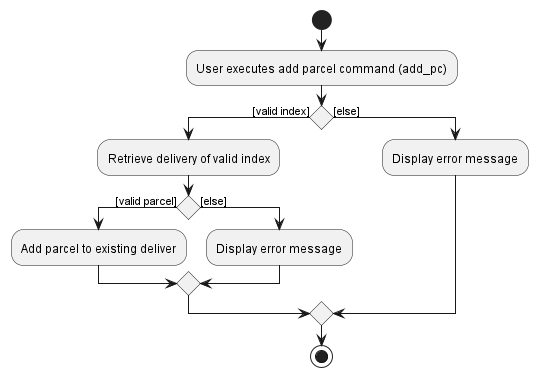 User executes add parcel command (add_pc)
[valid index]
[else]
Retrieve delivery of valid index
Display error message
[valid parcel]
[else]
Add parcel to existing deliver
Display error message